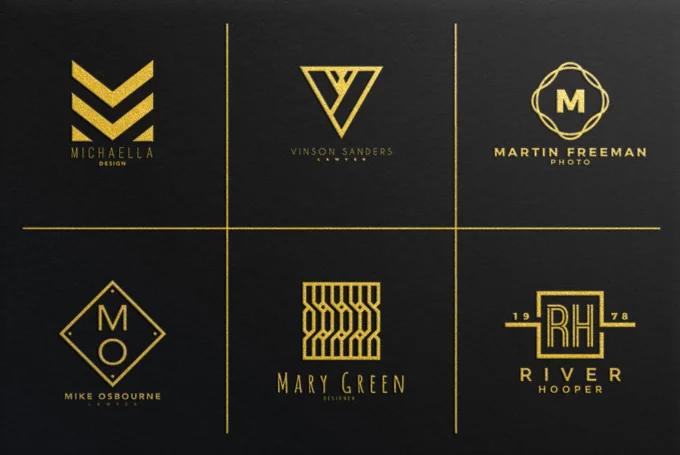 MICHAELLA
DESIGN
VINSON SANDERS
LAWYER
M
MARTIN FREEMAN
PHOTO
M
O
MIKE OSBOURNE
LAWYER
MARY GREEN
DESIGNER
19 RH 78
RIVER
HOOPER